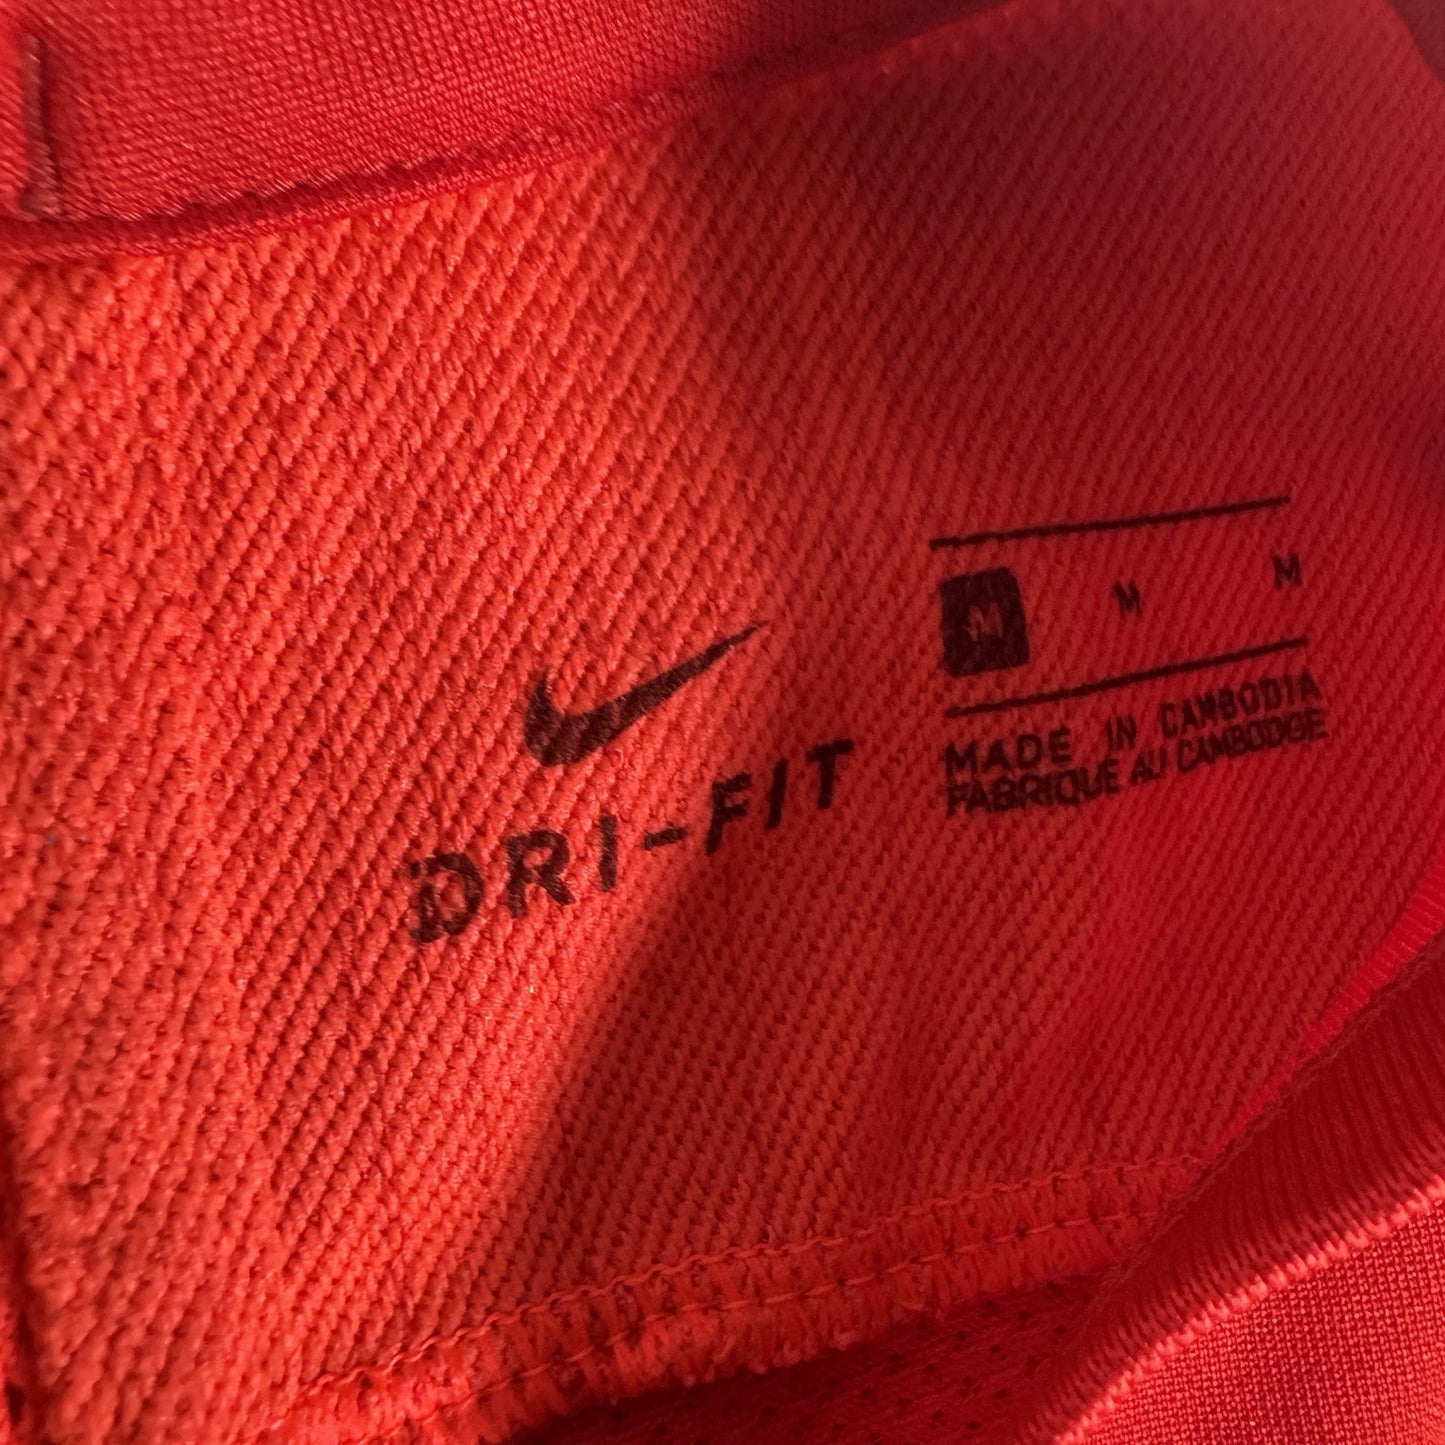 DRI-FIT
M M M
MADE IN CAMBODIA
FABRIQUE AU CAMBODGE